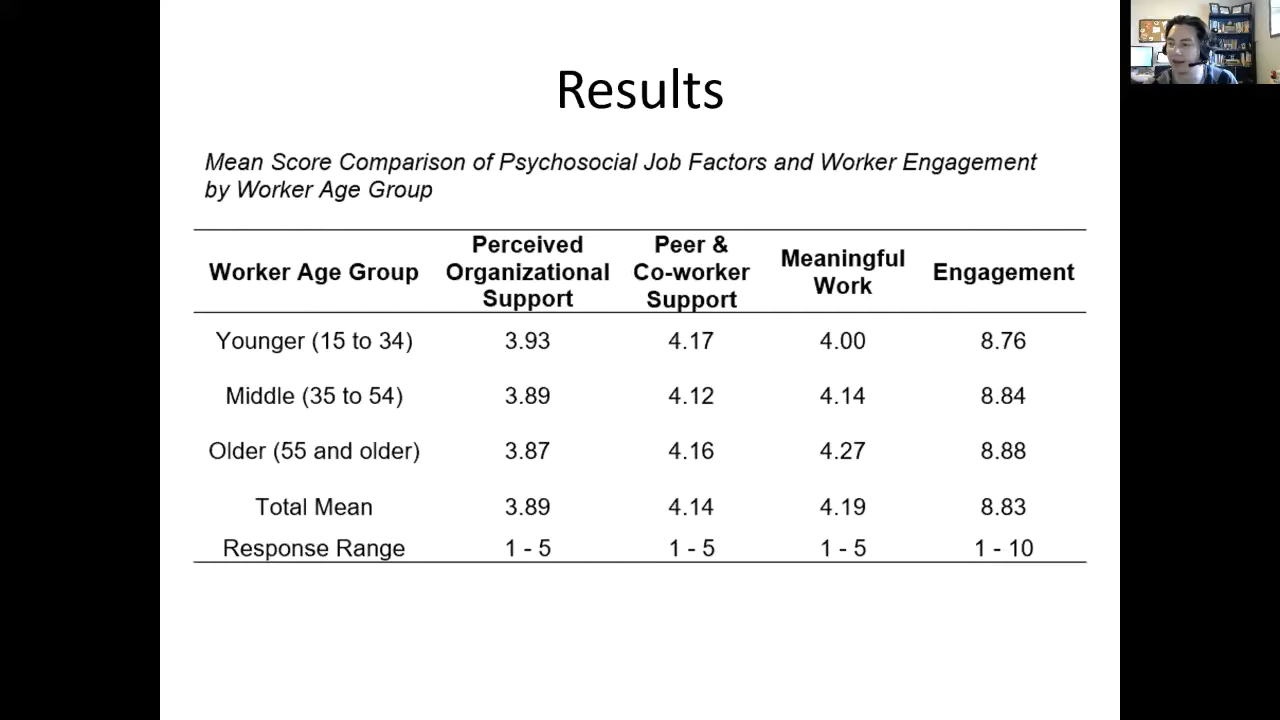 Results
Mean Score Comparison of Psychosocial Job Factors and Worker Engagement
by Worker Age Group
Worker Age Group Perceived Organizational Support Peer & Co-worker Support Meaningful Work Engagement
Younger (15 to 34) 3.93 4.17 4.00 8.76
Middle (35 to 54) 3.89 4.12 4.14 8.84
Older (55 and older) 3.87 4.16 4.27 8.88
Total Mean 3.89 4.14 4.19 8.83
Response Range 1 - 5 1 - 5 1 - 5 1 - 10